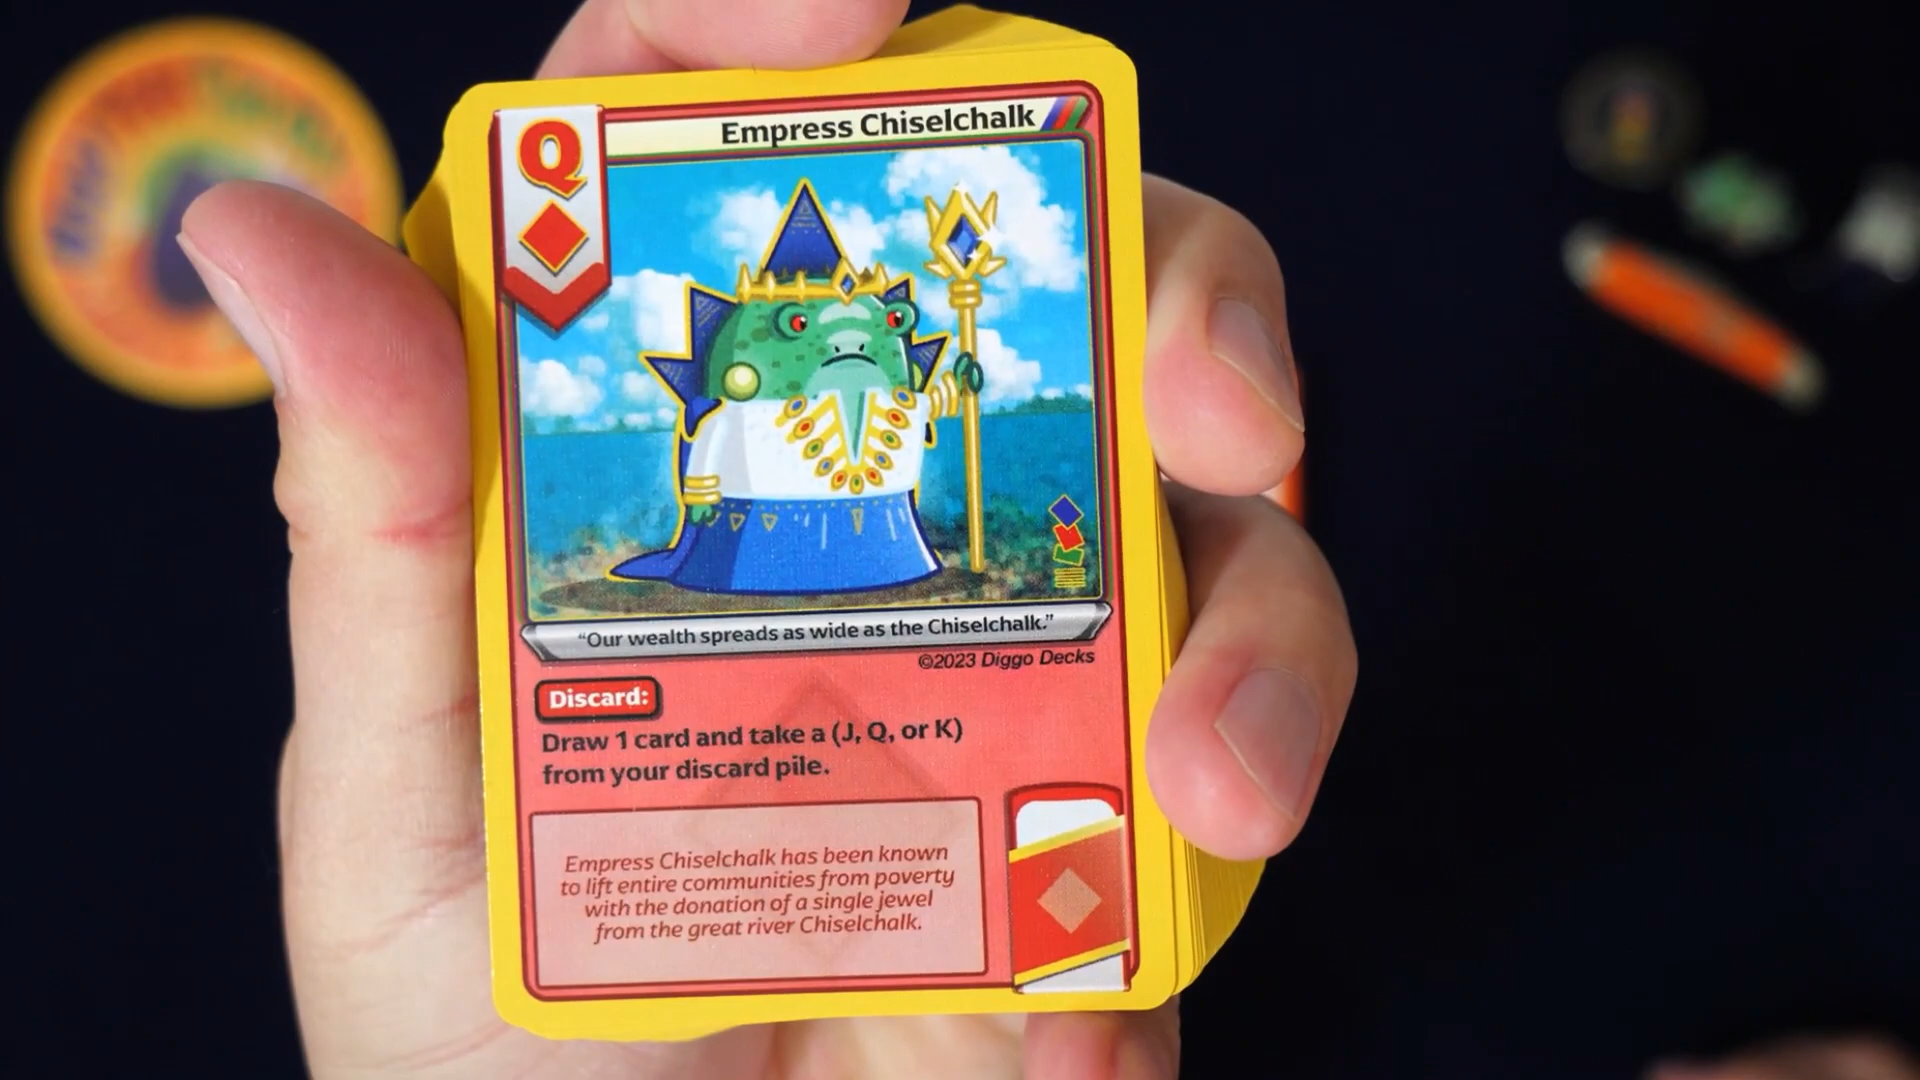 Q
Empress Chiselchalk
“Our wealth spreads as wide as the Chiselchalk.”
©2023 Diggo Decks
Discard:
Draw 1 card and take a (J, Q, or K)
from your discard pile.
Empress Chiselchalk has been known
to lift entire communities from poverty
with the donation of a single jewel
from the great river Chiselchalk.